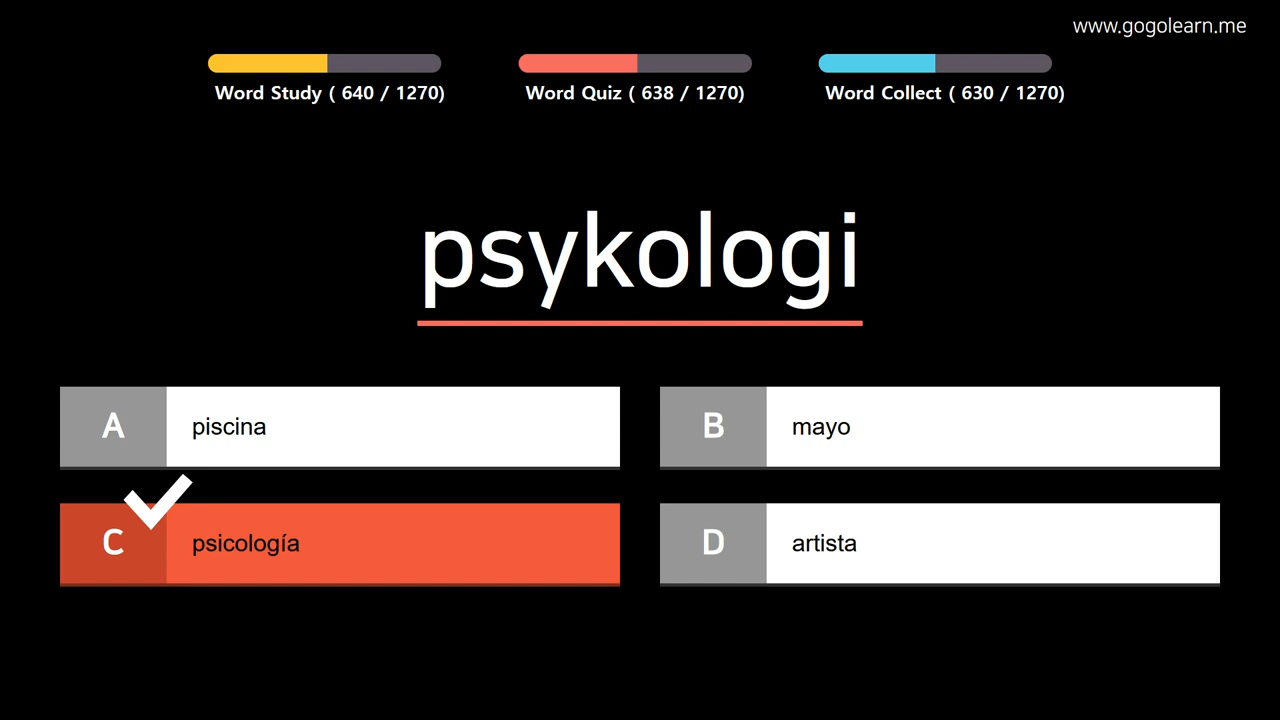 www.gogolearn.me
Word Study ( 640 / 1270)
Word Quiz ( 638 / 1270)
Word Collect ( 630 / 1270)
psykologi
A piscina
B mayo
C psicología
D artista